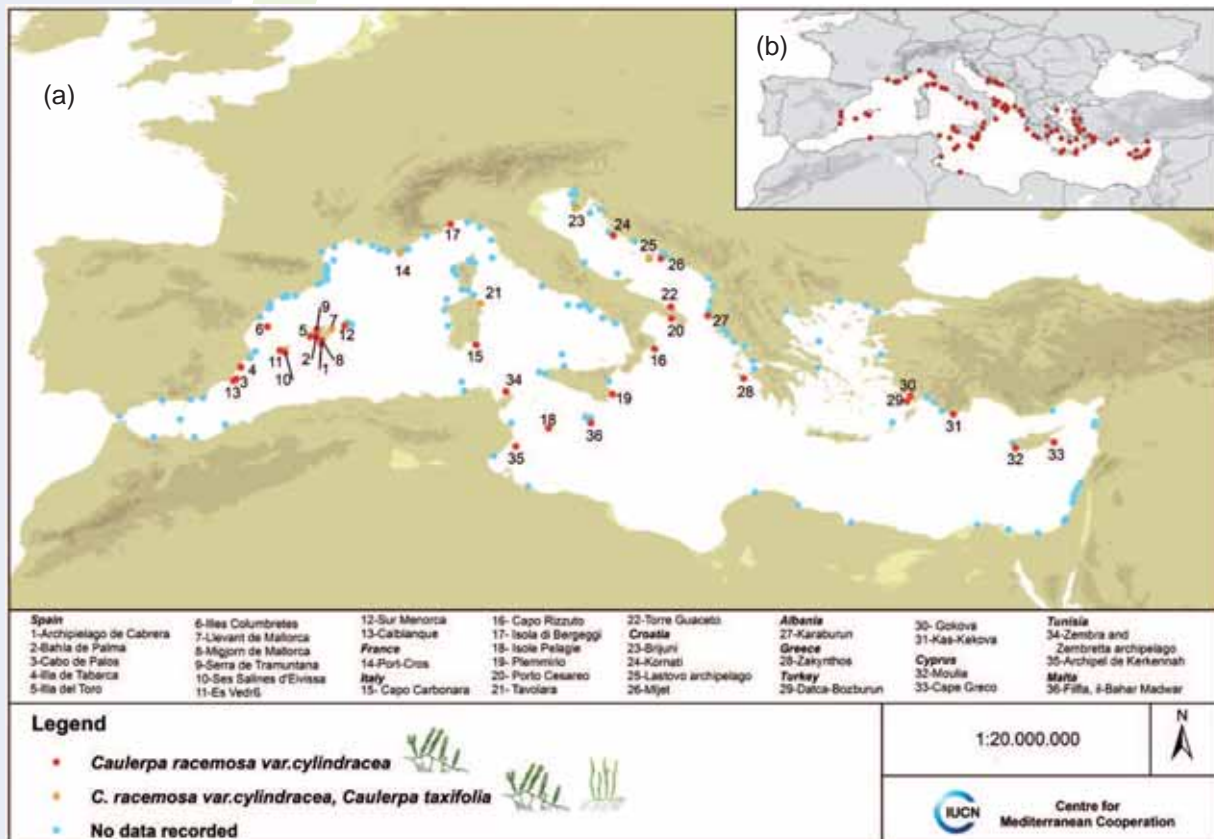 (a)
(b)
23
24
17
25
26
14
9
21
22
7
6
5
12
20
27
15
11
2
8
16
4
1
10
34
28
30
13
3
19
29
18
31
36
35
32
33
Spain
1-Archipielago de Cabrera
2-Bahía de Palma
3-Cabo de Palos
4-Illa de Tabarca
5-Illa del Toro
6-Illes Columbretes
7-Llevant de Mallorca
8-Migjorn de Mallorca
9-Serra de Tramuntana
10-Ses Salines d'Eivissa
11-Es Vedrß
12-Sur Menorca
13-Calblanque
France
14-Port-Cros
Italy
15- Capo Carbonara
16- Capo Rizzuto
17- Isola di Bergeggi
18- Isole Pelagie
19- Plemmirio
20- Porto Cesareo
21- Tavolara
22-Torre Guaceto
Croatia
23-Brijuni
24-Kornati
25-Lastovo archipelago
26-Mljet
Albania
27-Karaburun
Greece
28-Zakynthos
Turkey
29-Datca-Bozburun
30- Gokova
31-Kas-Kekova
Cyprus
32-Moulia
33-Cape Greco
Tunisia
34-Zembra and
Zembretta archipelago
35-Archipel de Kerkennah
Malta
36-Filfla, il-Bahar Madwar
Legend
Caulerpa racemosa var.cylindracea
C. racemosa var.cylindracea, Caulerpa taxifolia
No data recorded
1:20.000.000
N
IUCN
Centre for
Mediterranean Cooperation